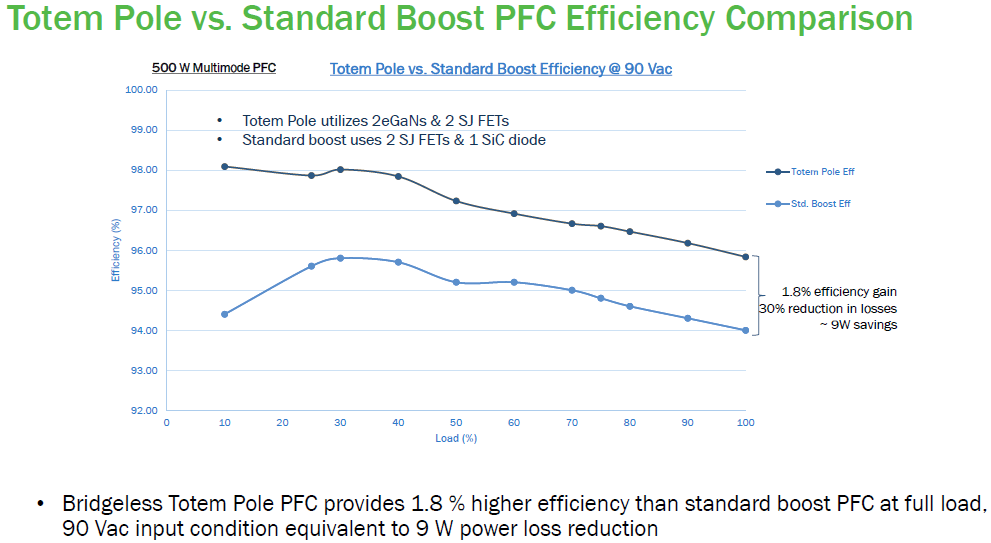 Totem Pole vs. Standard Boost PFC Efficiency Comparison
500 W Multimode PFC
Totem Pole vs. Standard Boost Efficiency @ 90 Vac
• Totem Pole utilizes 2eGaNs & 2 SJ FETs
• Standard boost uses 2 SJ FETs & 1 SiC diode
Efficiency (%)
100.00
99.00
98.00
97.00
96.00
95.00
94.00
93.00
92.00
0 10 20 30 40 50 60 70 80 90 100
Load (%)
Totem Pole Eff
Std. Boost Eff
1.8% efficiency gain
30% reduction in losses
~ 9W savings
• Bridgeless Totem Pole PFC provides 1.8 % higher efficiency than standard boost PFC at full load,
90 Vac input condition equivalent to 9 W power loss reduction